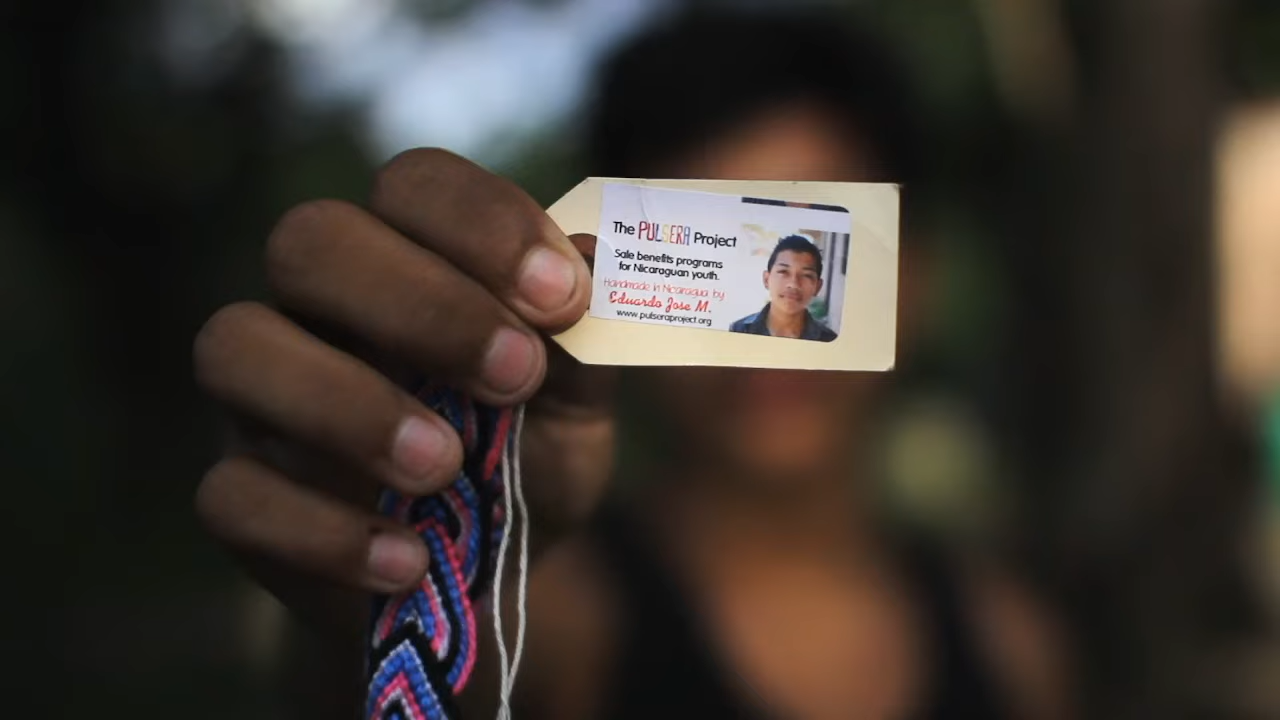 The PULSERA Project
Sale benefits programs
for Nicaraguan youth.
Handmade in Nicaragua by
Eduardo Jose M.
www.pulseraproject.org